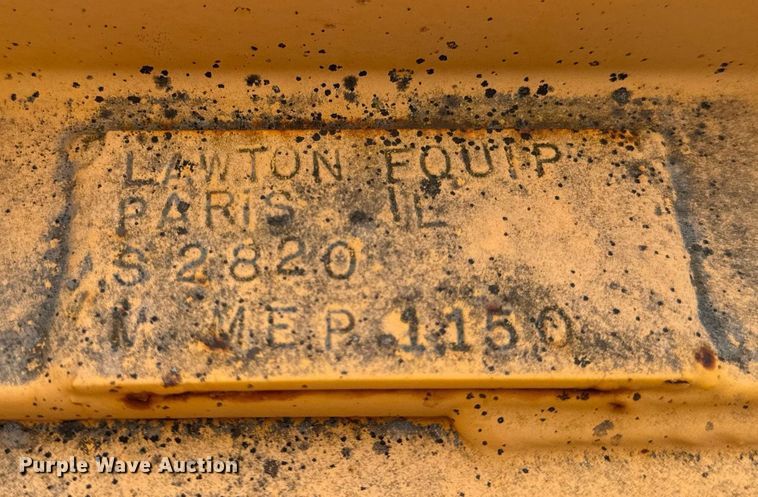 LAWTON EQUIP
PARIS IL
S 2820
M MEP 1150
Purple Wave Auction